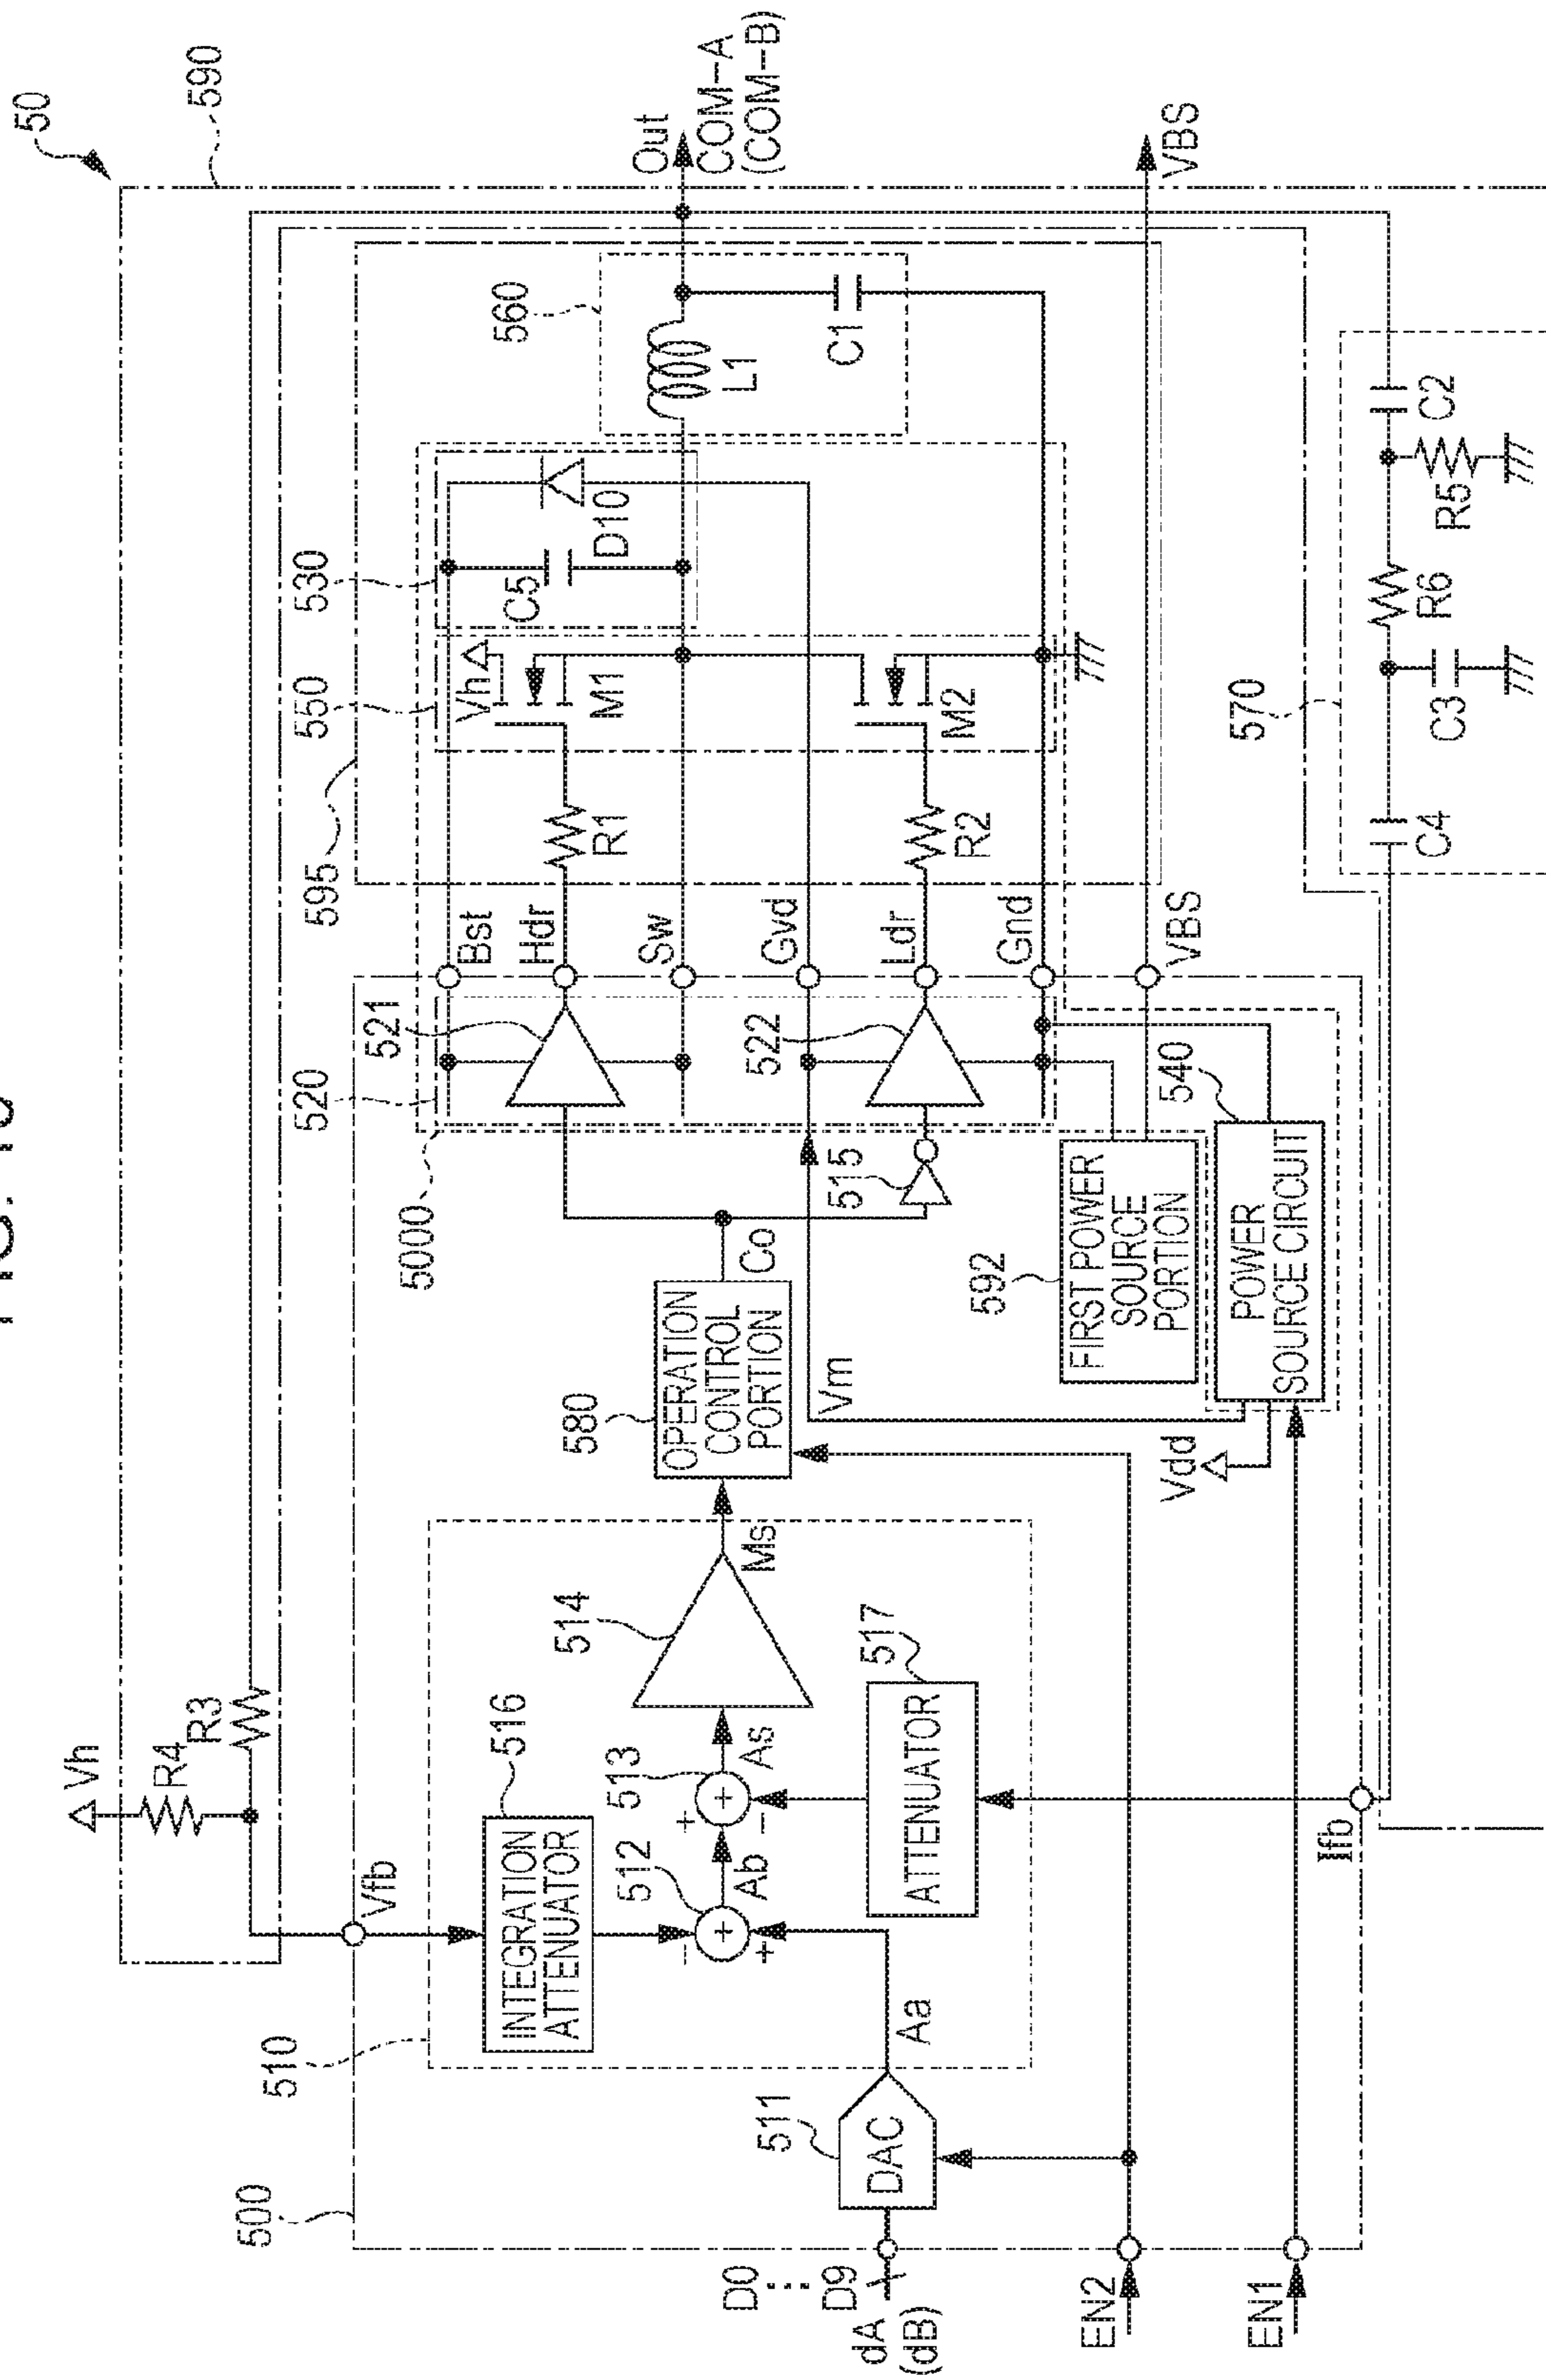 50
590
Vh
R4
R3
Out
COM-A
(COM-B)
500
510
Vfb
INTEGRATION
ATTENUATOR
516
512
513
514
Ab
As
Ms
580
OPERATION
CONTROL
PORTION
Co
5000
520
521
595
550
530
560
Bst
Hdr
Sw
Gvd
Ldr
Gnd
VBS
VBS
R1
Vh
M1
C5
D10
L1
C1
522
515
R2
M2
+
−
+
−
+
+
D0
D9
dA
(dB)
511
DAC
Aa
517
ATTENUATOR
Vm
592
FIRST POWER
SOURCE
PORTION
540
POWER
SOURCE CIRCUIT
Vdd
EN2
EN1
Ifb
570
C4
C3
R6
R5
C2